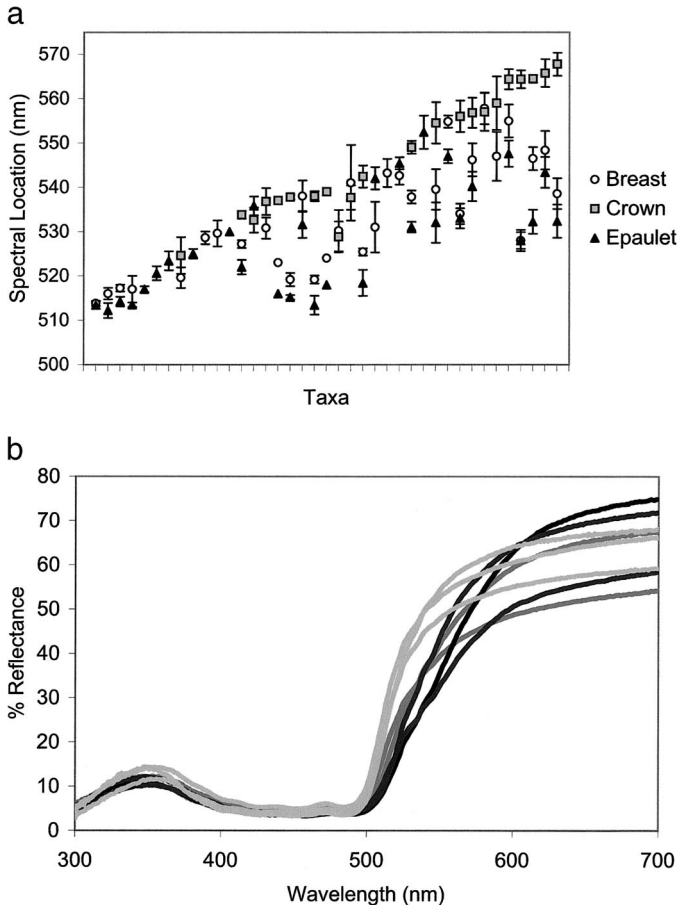 a
570
560
550
540
530
520
510
500
Spectral Location (nm)
Taxa
Breast
Crown
Epaulet
b
80
70
60
50
40
30
20
10
0
% Reflectance
300 400 500 600 700
Wavelength (nm)